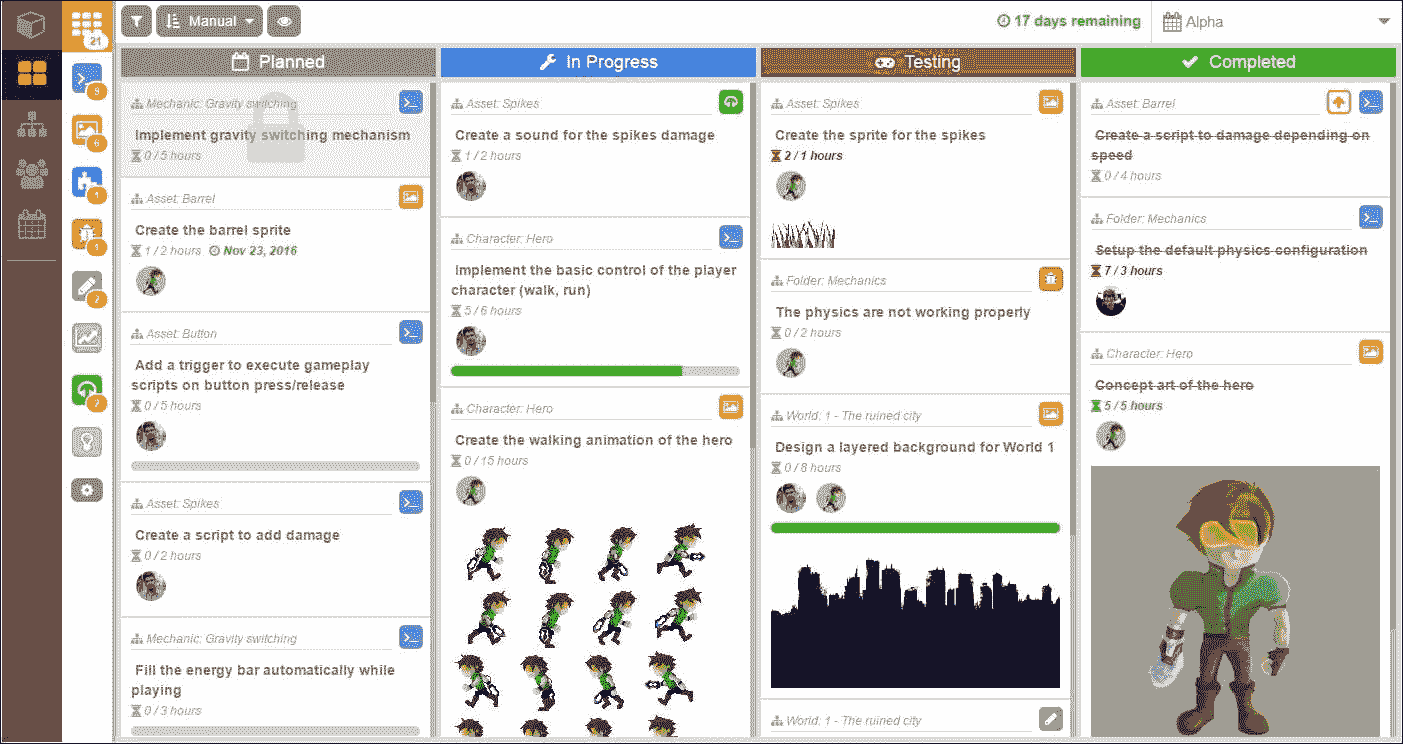 21
Manual
17 days remaining
Alpha
9
6
1
1
2
7
Planned
Mechanic: Gravity switching
Implement gravity switching mechanism
0 / 5 hours
Asset: Barrel
Create the barrel sprite
1 / 2 hours Nov 23, 2016
Asset: Button
Add a trigger to execute gameplay
scripts on button press/release
0 / 5 hours
Asset: Spikes
Create a script to add damage
0 / 2 hours
Mechanic: Gravity switching
Fill the energy bar automatically while
playing
0 / 3 hours
In Progress
Asset: Spikes
Create a sound for the spikes damage
1 / 2 hours
Character: Hero
Implement the basic control of the player
character (walk, run)
5 / 6 hours
Character: Hero
Create the walking animation of the hero
0 / 15 hours
Testing
Asset: Spikes
Create the sprite for the spikes
2 / 1 hours
Folder: Mechanics
The physics are not working properly
0 / 2 hours
World: 1 - The ruined city
Design a layered background for World 1
0 / 8 hours
World: 1 - The ruined city
Completed
Asset: Barrel
Create a script to damage depending on
speed
0 / 4 hours
Folder: Mechanics
Setup the default physics configuration
7 / 3 hours
Character: Hero
Concept art of the hero
5 / 5 hours